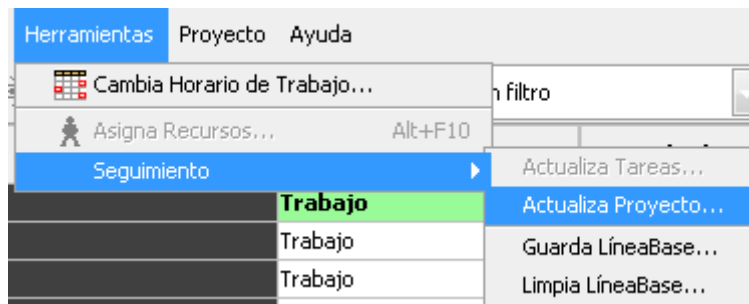 Herramientas Proyecto Ayuda
Cambia Horario de Trabajo...
n filtro
Asigna Recursos... Alt+F10
Seguimiento
Actualiza Tareas...
Trabajo
Actualiza Proyecto...
Trabajo
Guarda LíneaBase...
Trabajo
Limpia LíneaBase...